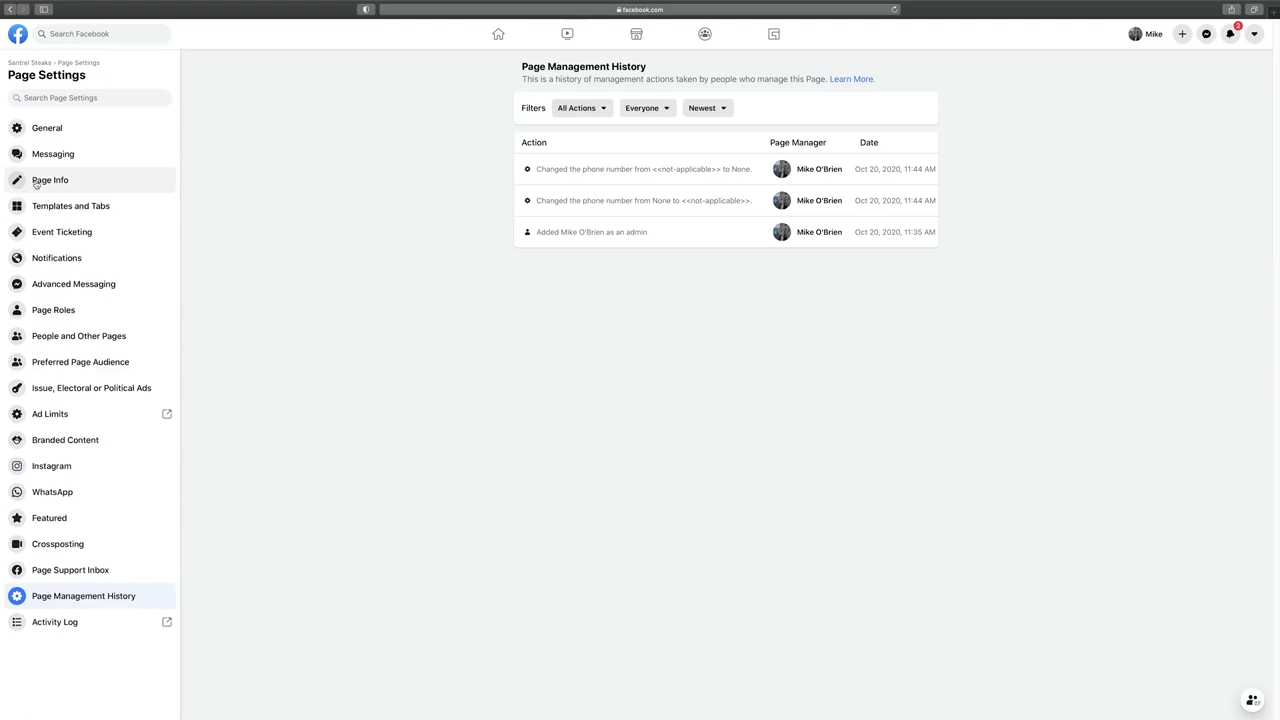 facebook.com
Search Facebook
Mike
2
Santrel Steaks › Page Settings
Page Settings
Search Page Settings
General
Messaging
Page Info
Templates and Tabs
Event Ticketing
Notifications
Advanced Messaging
Page Roles
People and Other Pages
Preferred Page Audience
Issue, Electoral or Political Ads
Ad Limits
Branded Content
Instagram
WhatsApp
Featured
Crossposting
Page Support Inbox
Page Management History
Activity Log
Page Management History
This is a history of management actions taken by people who manage this Page. Learn More.
Filters All Actions Everyone Newest
Action Page Manager Date
Changed the phone number from <<not-applicable>> to None. Mike O'Brien Oct 20, 2020, 11:44 AM
Changed the phone number from None to <<not-applicable>>. Mike O'Brien Oct 20, 2020, 11:44 AM
Added Mike O'Brien as an admin Mike O'Brien Oct 20, 2020, 11:35 AM